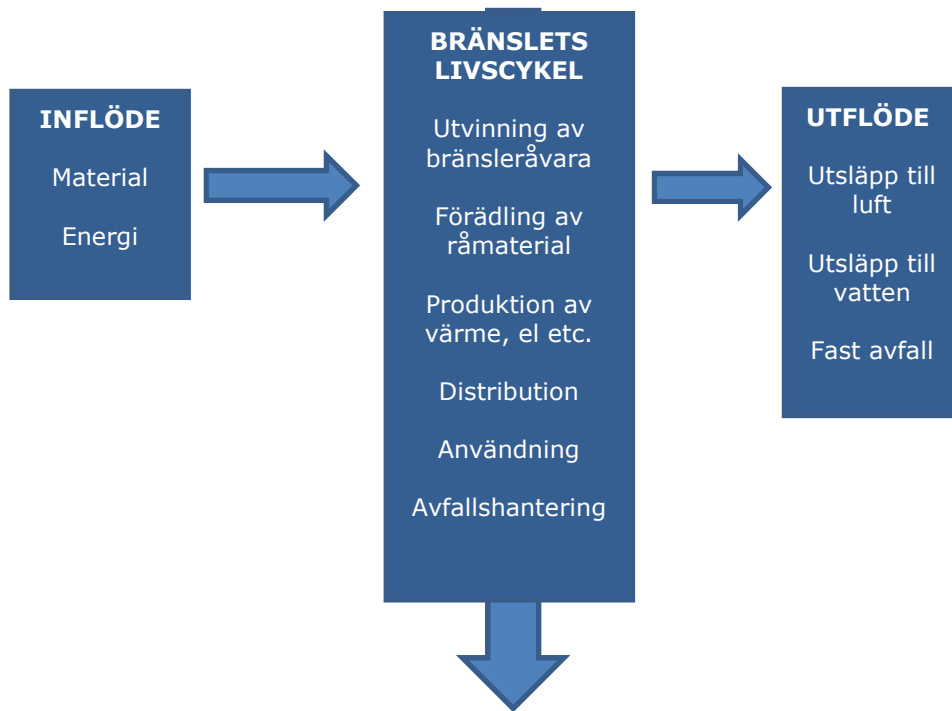 INFLÖDE
Material
Energi
BRÄNSLETS
LIVSCYKEL
Utvinning av
bränsleråvara
Förädling av
råmaterial
Produktion av
värme, el etc.
Distribution
Användning
Avfallshantering
UTFLÖDE
Utsläpp till
luft
Utsläpp till
vatten
Fast avfall